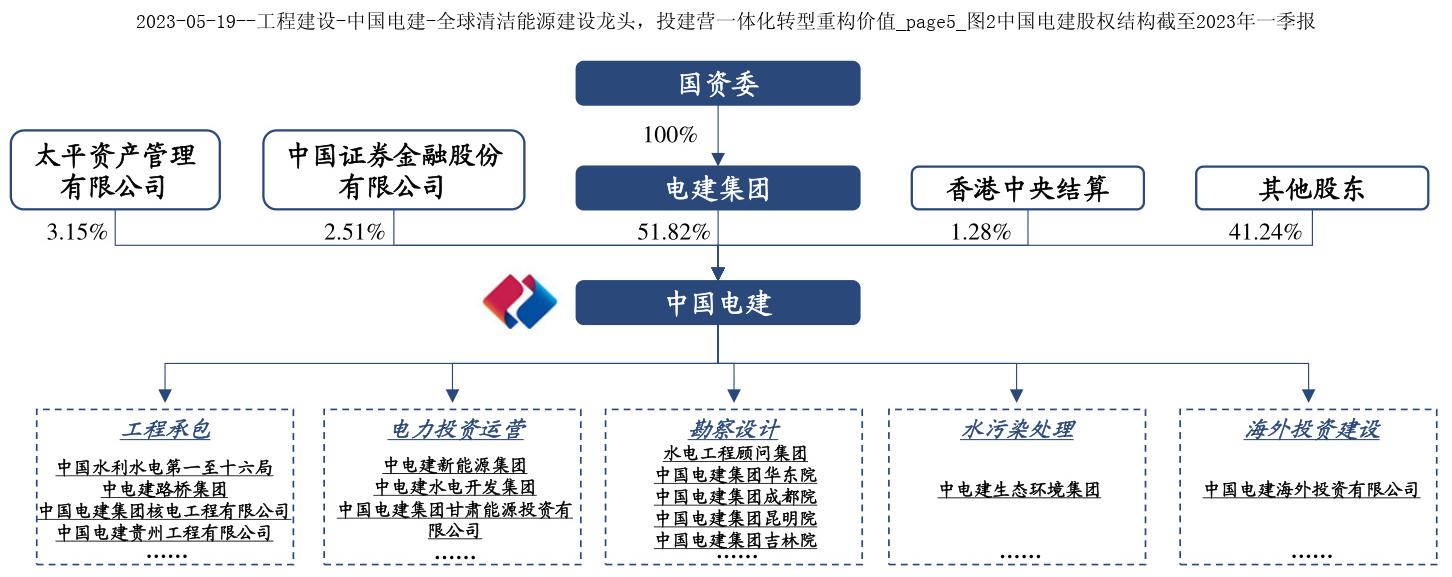 2023-05-19--工程建设-中国电建-全球清洁能源建设龙头，投建营一体化转型重构价值_page5_图2中国电建股权结构截至2023年一季报
国资委
100%
太平资产管理
有限公司
中国证券金融股份
有限公司
电建集团
香港中央结算
其他股东
3.15%
2.51%
51.82%
1.28%
41.24%
中国电建
工程承包
中国水利水电第一至十六局
中电建路桥集团
中国电建集团核电工程有限公司
中国电建贵州工程有限公司
......
电力投资运营
中电建新能源集团
中电建水电开发集团
中国电建集团甘肃能源投资有
限公司
......
勘察设计
水电工程顾问集团
中国电建集团华东院
中国电建集团成都院
中国电建集团昆明院
中国电建集团吉林院
......
水污染处理
中电建生态环境集团
......
海外投资建设
中国电建海外投资有限公司
......